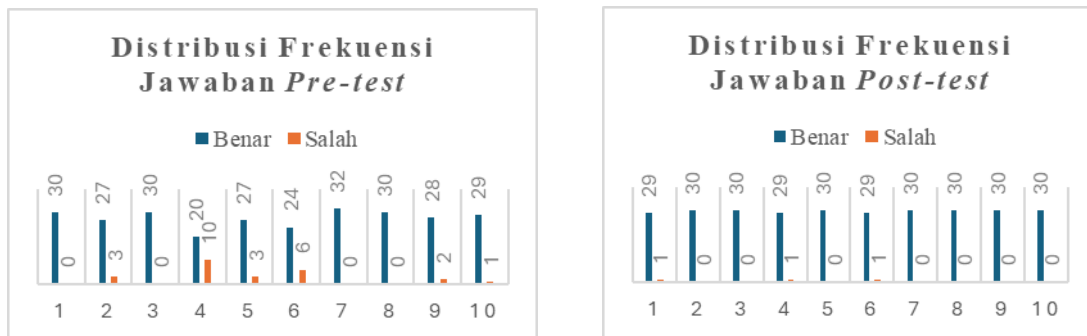 Distribusi Frekuensi
Jawaban Pre-test
Benar Salah
30 0 27 3 30 0 20 10 27 3 24 6 32 0 30 0 28 2 29 1
1 2 3 4 5 6 7 8 9 10
Distribusi Frekuensi
Jawaban Post-test
Benar Salah
29 1 30 0 30 0 29 1 30 0 29 1 30 0 30 0 30 0 30 0
1 2 3 4 5 6 7 8 9 10